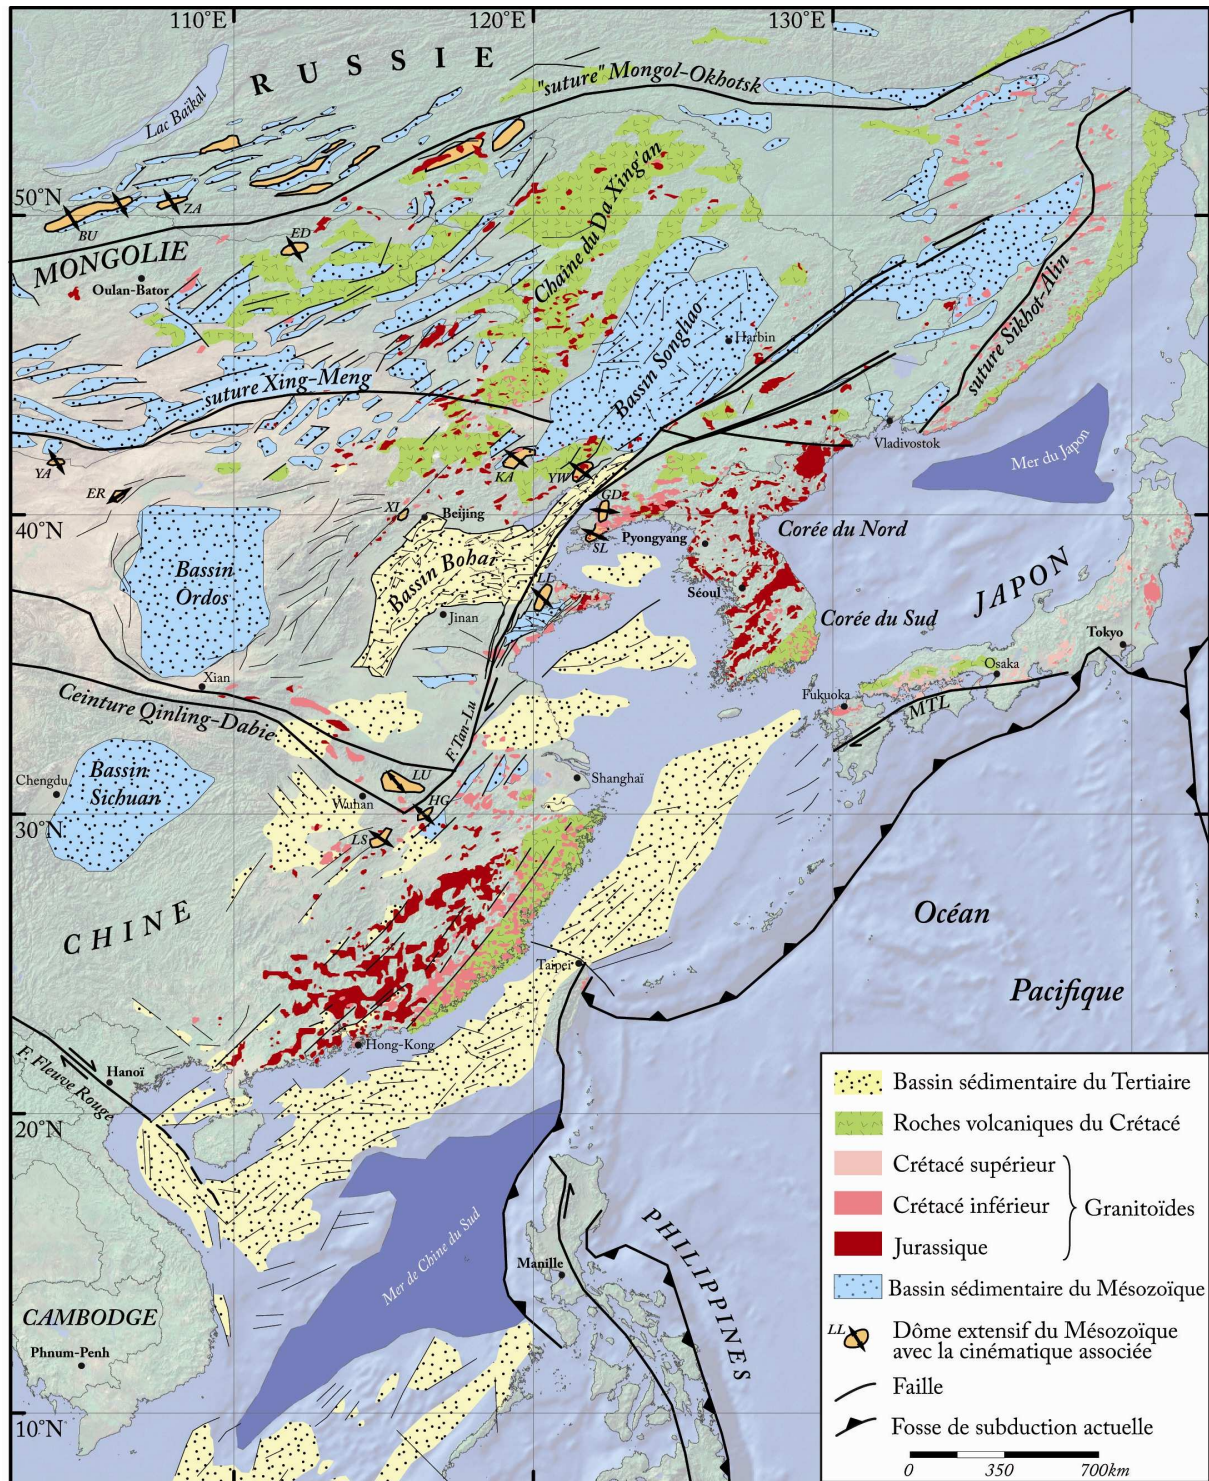 110°E
120°E
130°E
RUSSIE
"suture" Mongol-Okhotsk
Lac Baïkal
50°N
BU
ZA
ED
MONGOLIE
Oulan-Bator
Chaine du Da Xing'an
Bassin Songhao
Harbin
suture Sikhot-Alin
suture Xing-Meng
Vladivostok
Mer du Japon
YA
ER
KA
YW
GD
XI
40°N
Beijing
SL
Pyongyang
Corée du Nord
Bassin Bohai
Bassin
Ordos
LL
Séoul
JAPON
Jinan
Corée du Sud
Tokyo
Xian
Osaka
Fukuoka
MTL
Ceinture Qinling-Dabie
F. Tan-Lu
Chengdu
Bassin
Sichuan
LU
Shanghaï
Wuhan
HG
30°N
LS
CHINE
Océan
Pacifique
Taipei
Hong-Kong
F. Fleuve Rouge
Hanoï
20°N
Mer de Chine du Sud
Manille
PHILIPPINES
CAMBODGE
Phnum-Penh
10°N
Bassin sédimentaire du Tertiaire
Roches volcaniques du Crétacé
Crétacé supérieur
Crétacé inférieur
Granitoïdes
Jurassique
Bassin sédimentaire du Mésozoïque
LL
Dôme extensif du Mésozoïque
avec la cinématique associée
Faille
Fosse de subduction actuelle
0 350 700km